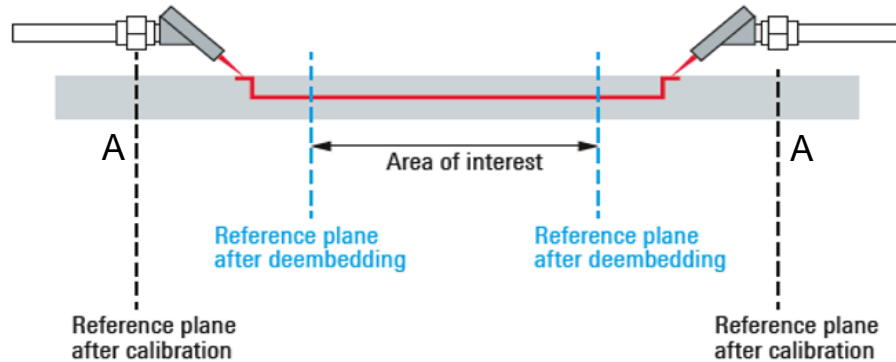 A
A
Area of interest
Reference plane
after deembedding
Reference plane
after deembedding
Reference plane
after calibration
Reference plane
after calibration